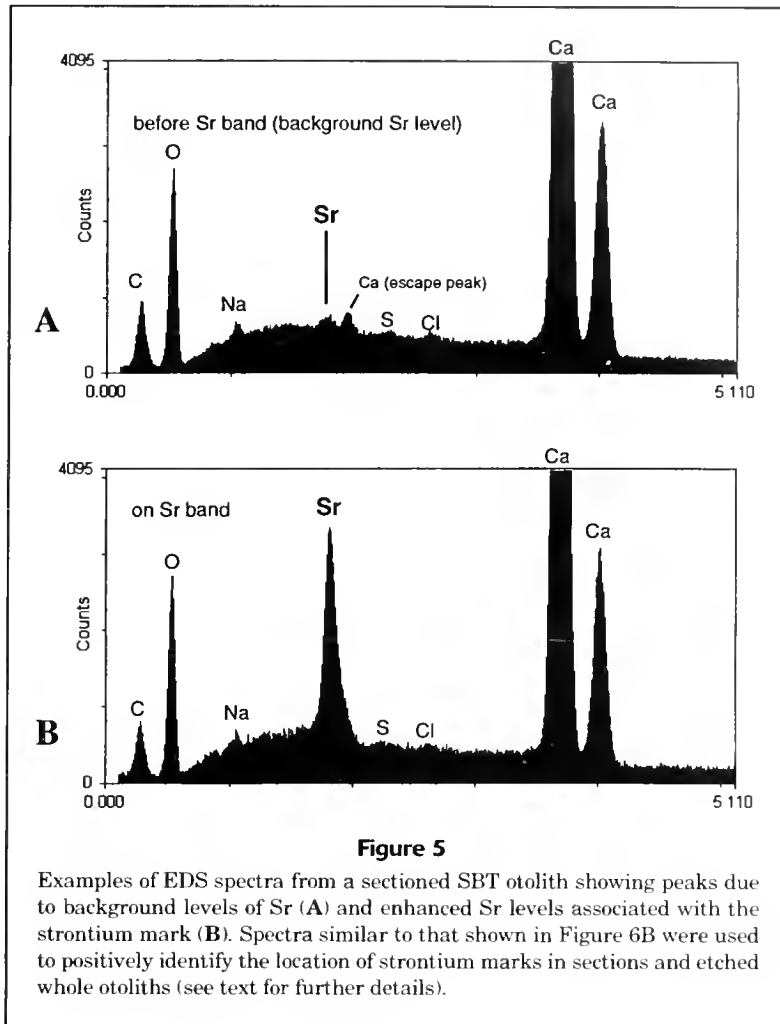 Ca
4095
Ca
before Sr band (background Sr level)
O
Sr
Counts
C
Ca (escape peak)
Na
A
S
Cl
0
0.000
5 110
Ca
4095
on Sr band
Sr
Ca
O
Counts
C
Na
B
S
Cl
0
0.000
5 110
Figure 5
Examples of EDS spectra from a sectioned SBT otolith showing peaks due
to background levels of Sr (A) and enhanced Sr levels associated with the
strontium mark (B). Spectra similar to that shown in Figure 6B were used
to positively identify the location of strontium marks in sections and etched
whole otoliths (see text for further details).